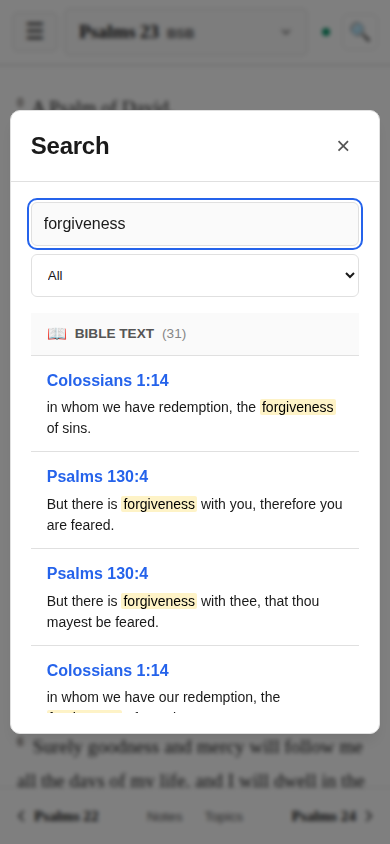 ☰ Psalms 23 BSB
A Psalm of David
Search ×
forgiveness
All
📖 BIBLE TEXT (31)
Colossians 1:14
in whom we have redemption, the forgiveness
of sins.
Psalms 130:4
But there is forgiveness with you, therefore you
are feared.
Psalms 130:4
But there is forgiveness with thee, that thou
mayest be feared.
Colossians 1:14
in whom we have our redemption, the
6 Surely goodness and mercy will follow me
all the days of my life, and I will dwell in the
Psalms 22 Notes Topics Psalms 24